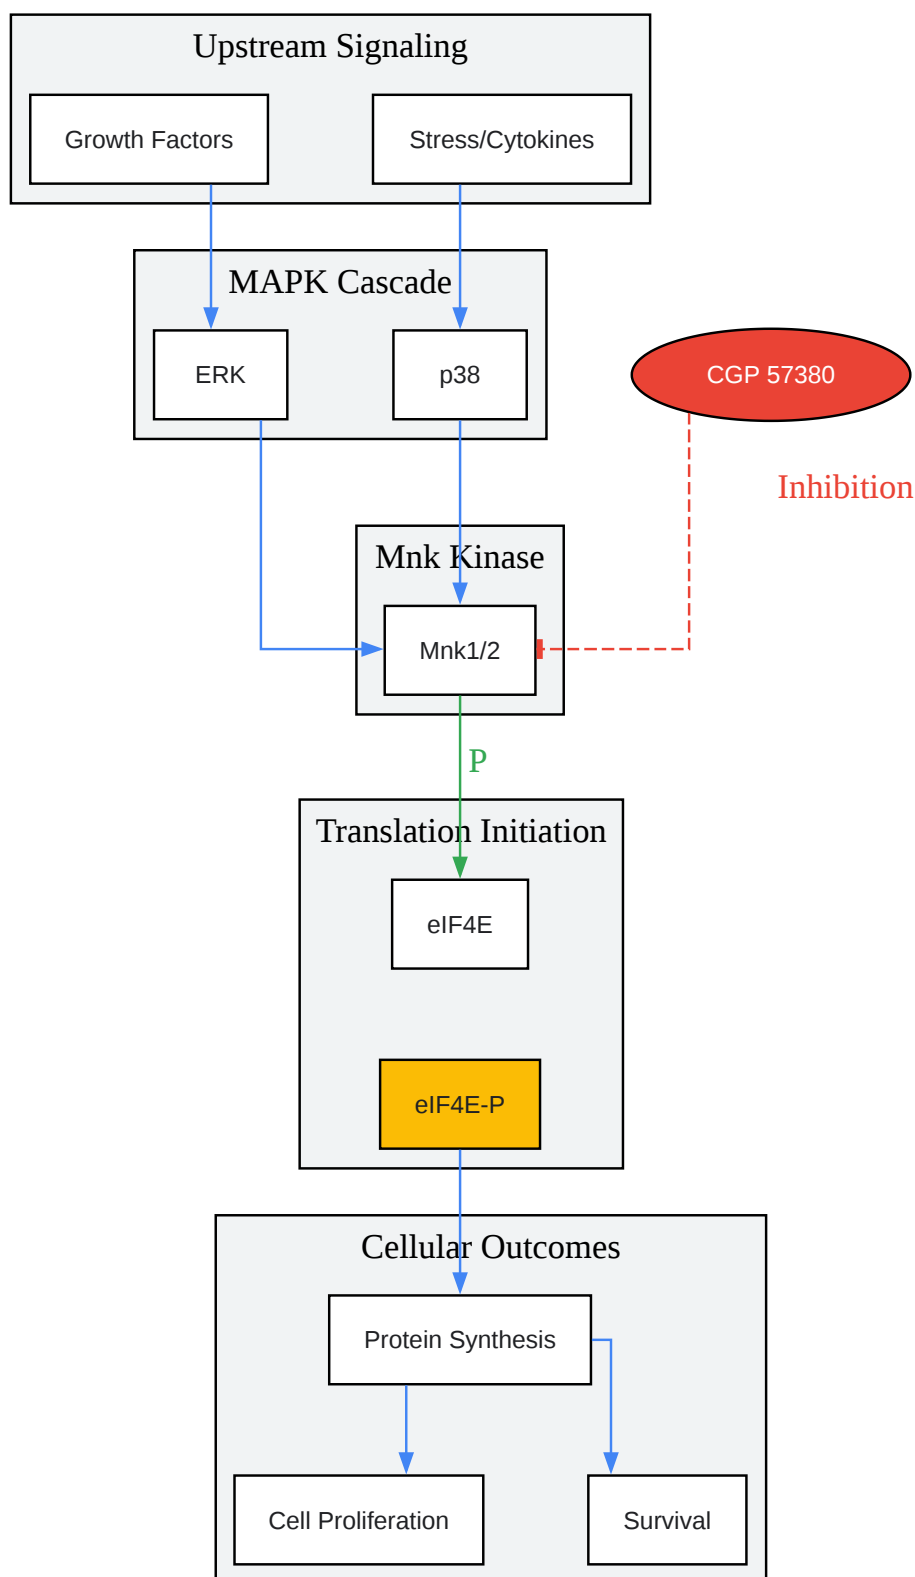 Upstream Signaling
Growth Factors
Stress/Cytokines
MAPK Cascade
ERK
p38
CGP 57380
Inhibition
Mnk Kinase
Mnk1/2
P
Translation Initiation
eIF4E
eIF4E-P
Cellular Outcomes
Protein Synthesis
Cell Proliferation
Survival